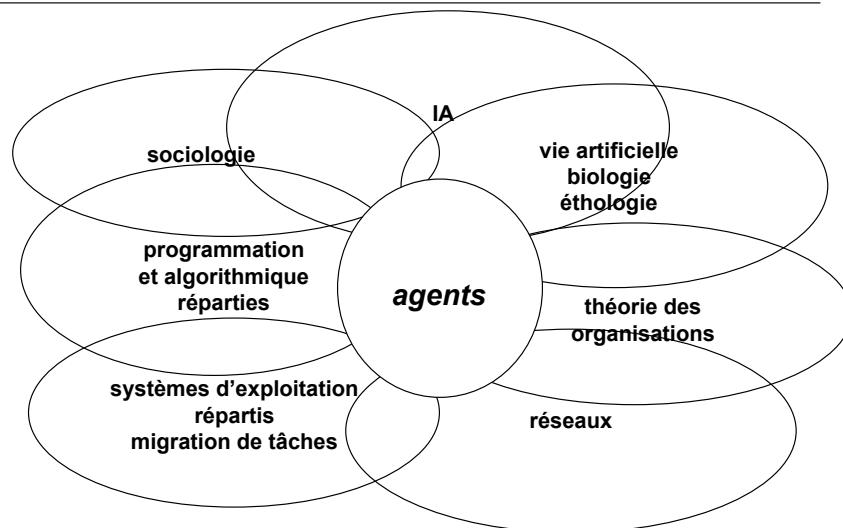 IA
sociologie
vie artificielle
biologie
éthologie
programmation
et algorithmique
réparties
agents
théorie des
organisations
systèmes d'exploitation
répartis
migration de tâches
réseaux